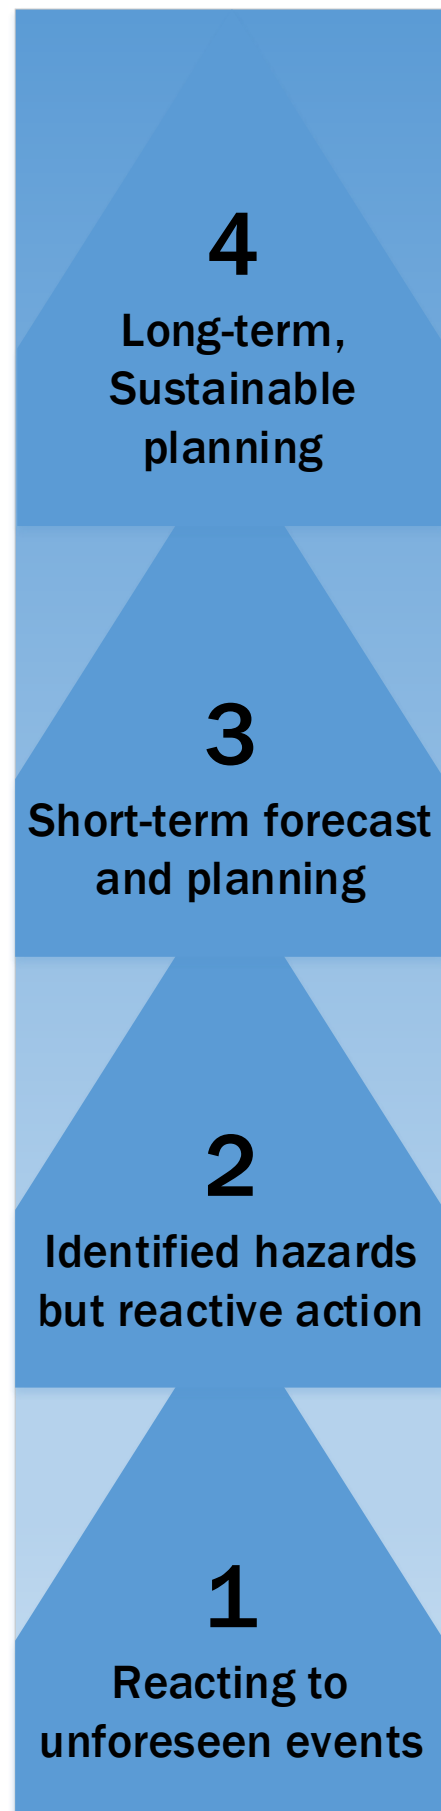 4
Long-term,
Sustainable
planning
3
Short-term forecast
and planning
2
Identified hazards
but reactive action
1
Reacting to
unforeseen events